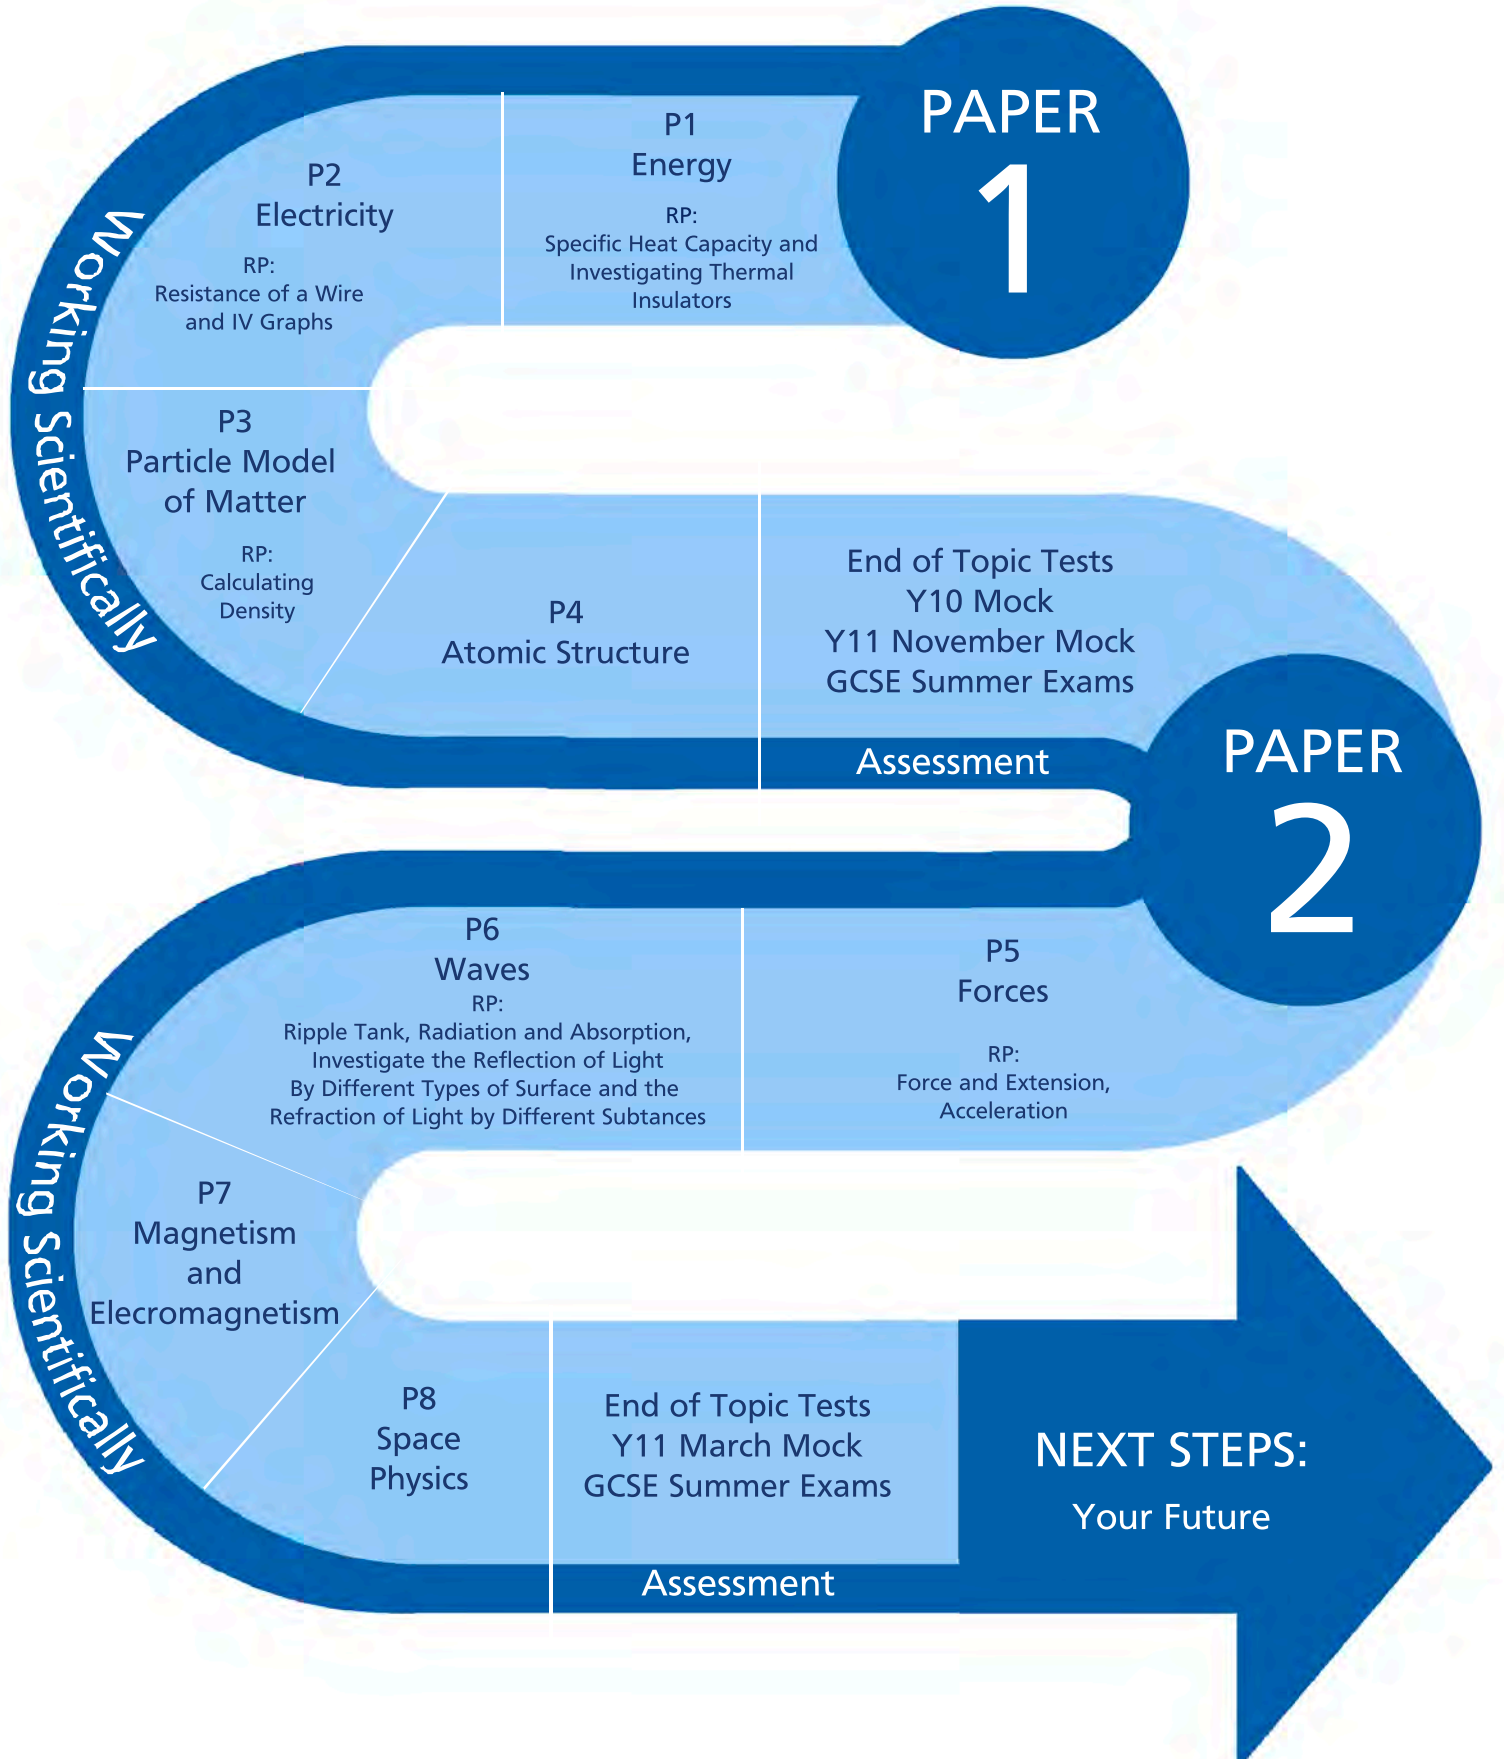 PAPER
1
P1
Energy
RP:
Specific Heat Capacity and
Investigating Thermal
Insulators
P2
Electricity
RP:
Resistance of a Wire
and IV Graphs
Working Scientifically
P3
Particle Model
of Matter
RP:
Calculating
Density
P4
Atomic Structure
End of Topic Tests
Y10 Mock
Y11 November Mock
GCSE Summer Exams
Assessment
PAPER
2
P5
Forces
RP:
Force and Extension,
Acceleration
P6
Waves
RP:
Ripple Tank, Radiation and Absorption,
Investigate the Reflection of Light
By Different Types of Surface and the
Refraction of Light by Different Subtances
Working Scientifically
P7
Magnetism
and
Elecromagnetism
P8
Space
Physics
End of Topic Tests
Y11 March Mock
GCSE Summer Exams
Assessment
NEXT STEPS:
Your Future